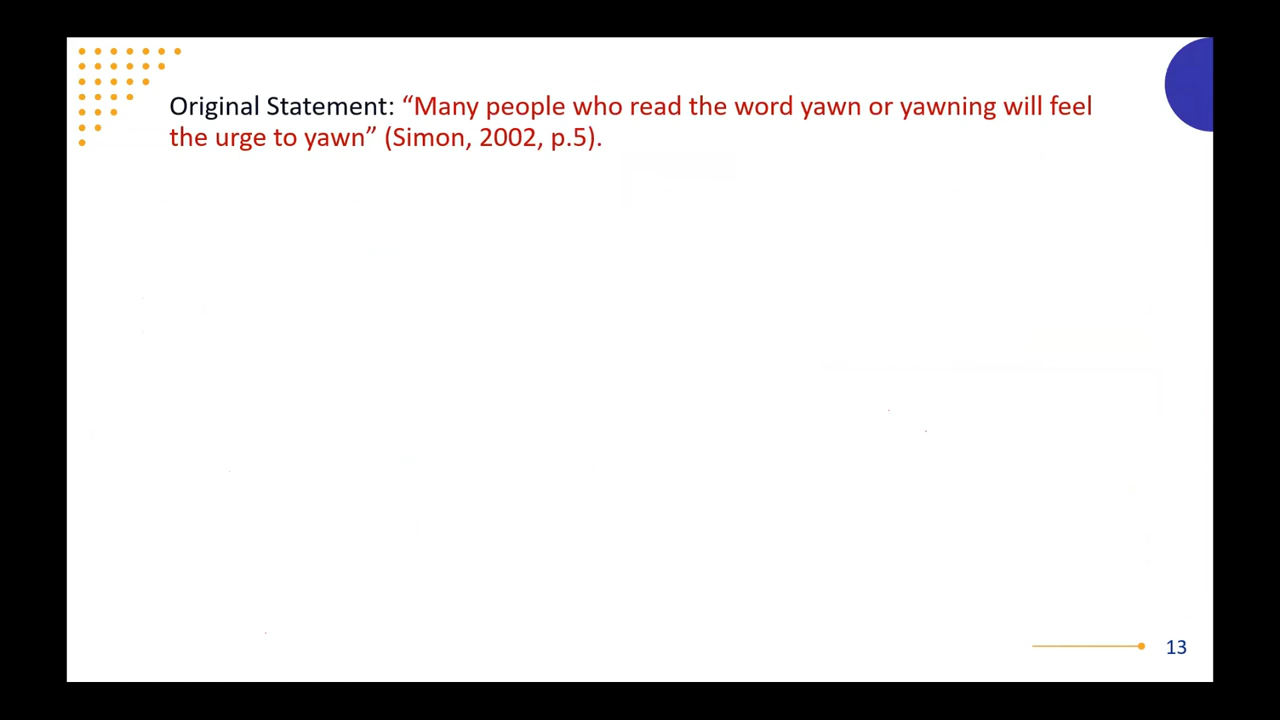 Original Statement: “Many people who read the word yawn or yawning will feel
the urge to yawn” (Simon, 2002, p.5).
13